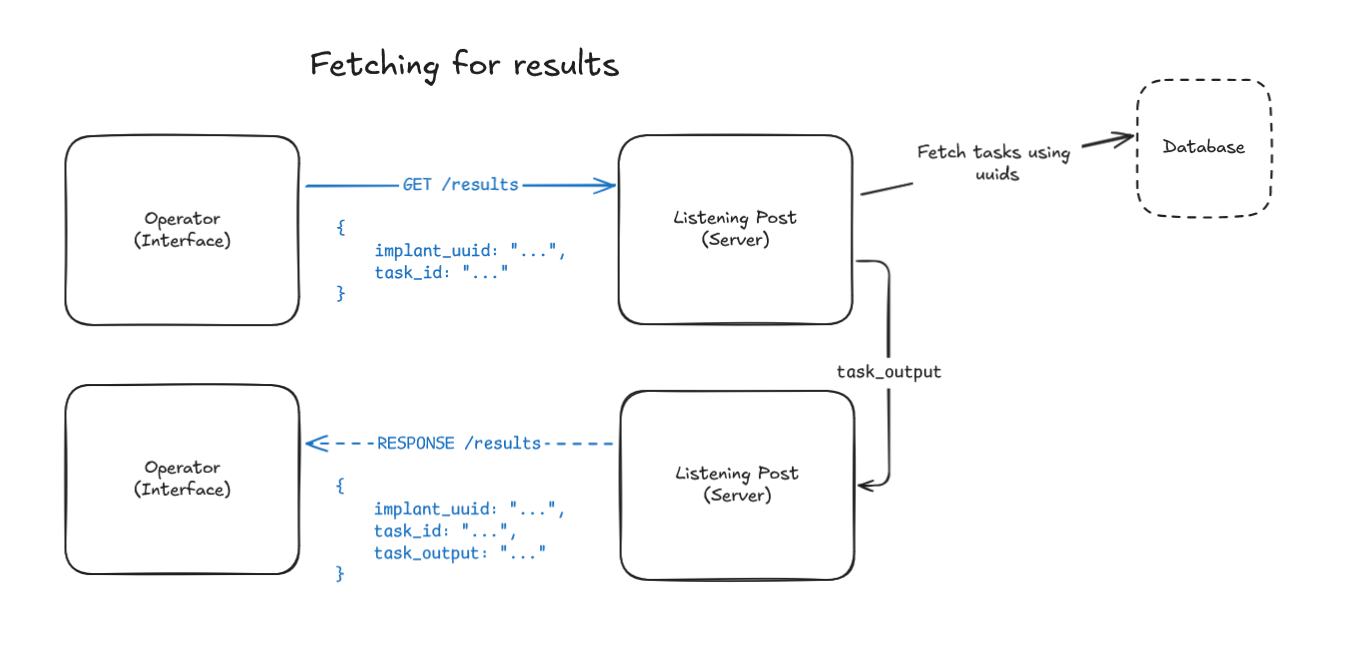 Fetching for results
Operator
(Interface)
GET /results
{
implant_uuid: "...",
task_id: "..."
}
Listening Post
(Server)
Fetch tasks using
uuids
Database
task_output
Operator
(Interface)
RESPONSE /results
{
implant_uuid: "...",
task_id: "...",
task_output: "..."
}
Listening Post
(Server)